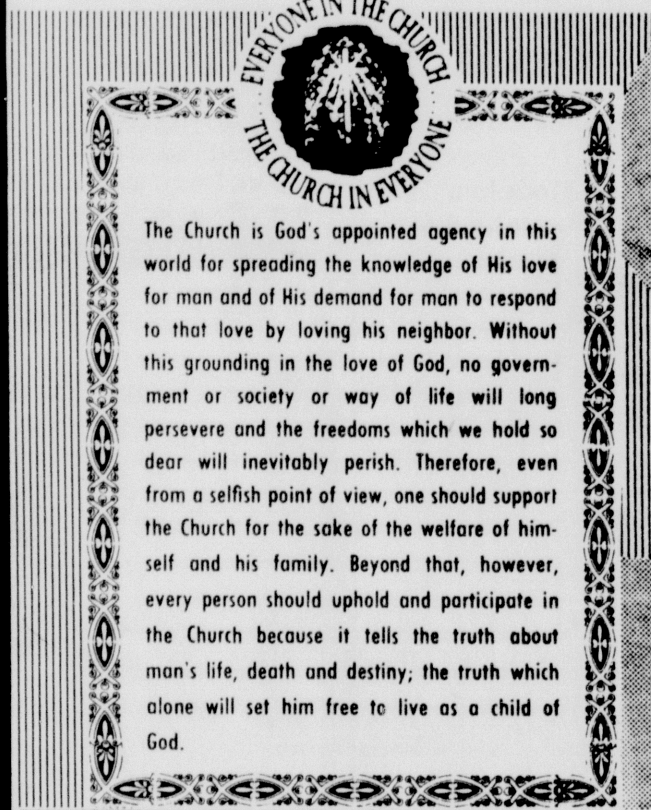 EVERYONE IN THE CHURCH
THE CHURCH IN EVERYONE
The Church is God's appointed agency in this
world for spreading the knowledge of His love
for man and of His demand for man to respond
to that love by loving his neighbor. Without
this grounding in the love of God, no govern-
ment or society or way of life will long
persevere and the freedoms which we hold so
dear will inevitably perish. Therefore, even
from a selfish point of view, one should support
the Church for the sake of the welfare of him-
self and his family. Beyond that, however,
every person should uphold and participate in
the Church because it tells the truth about
man's life, death and destiny; the truth which
alone will set him free to live as a child of
God.